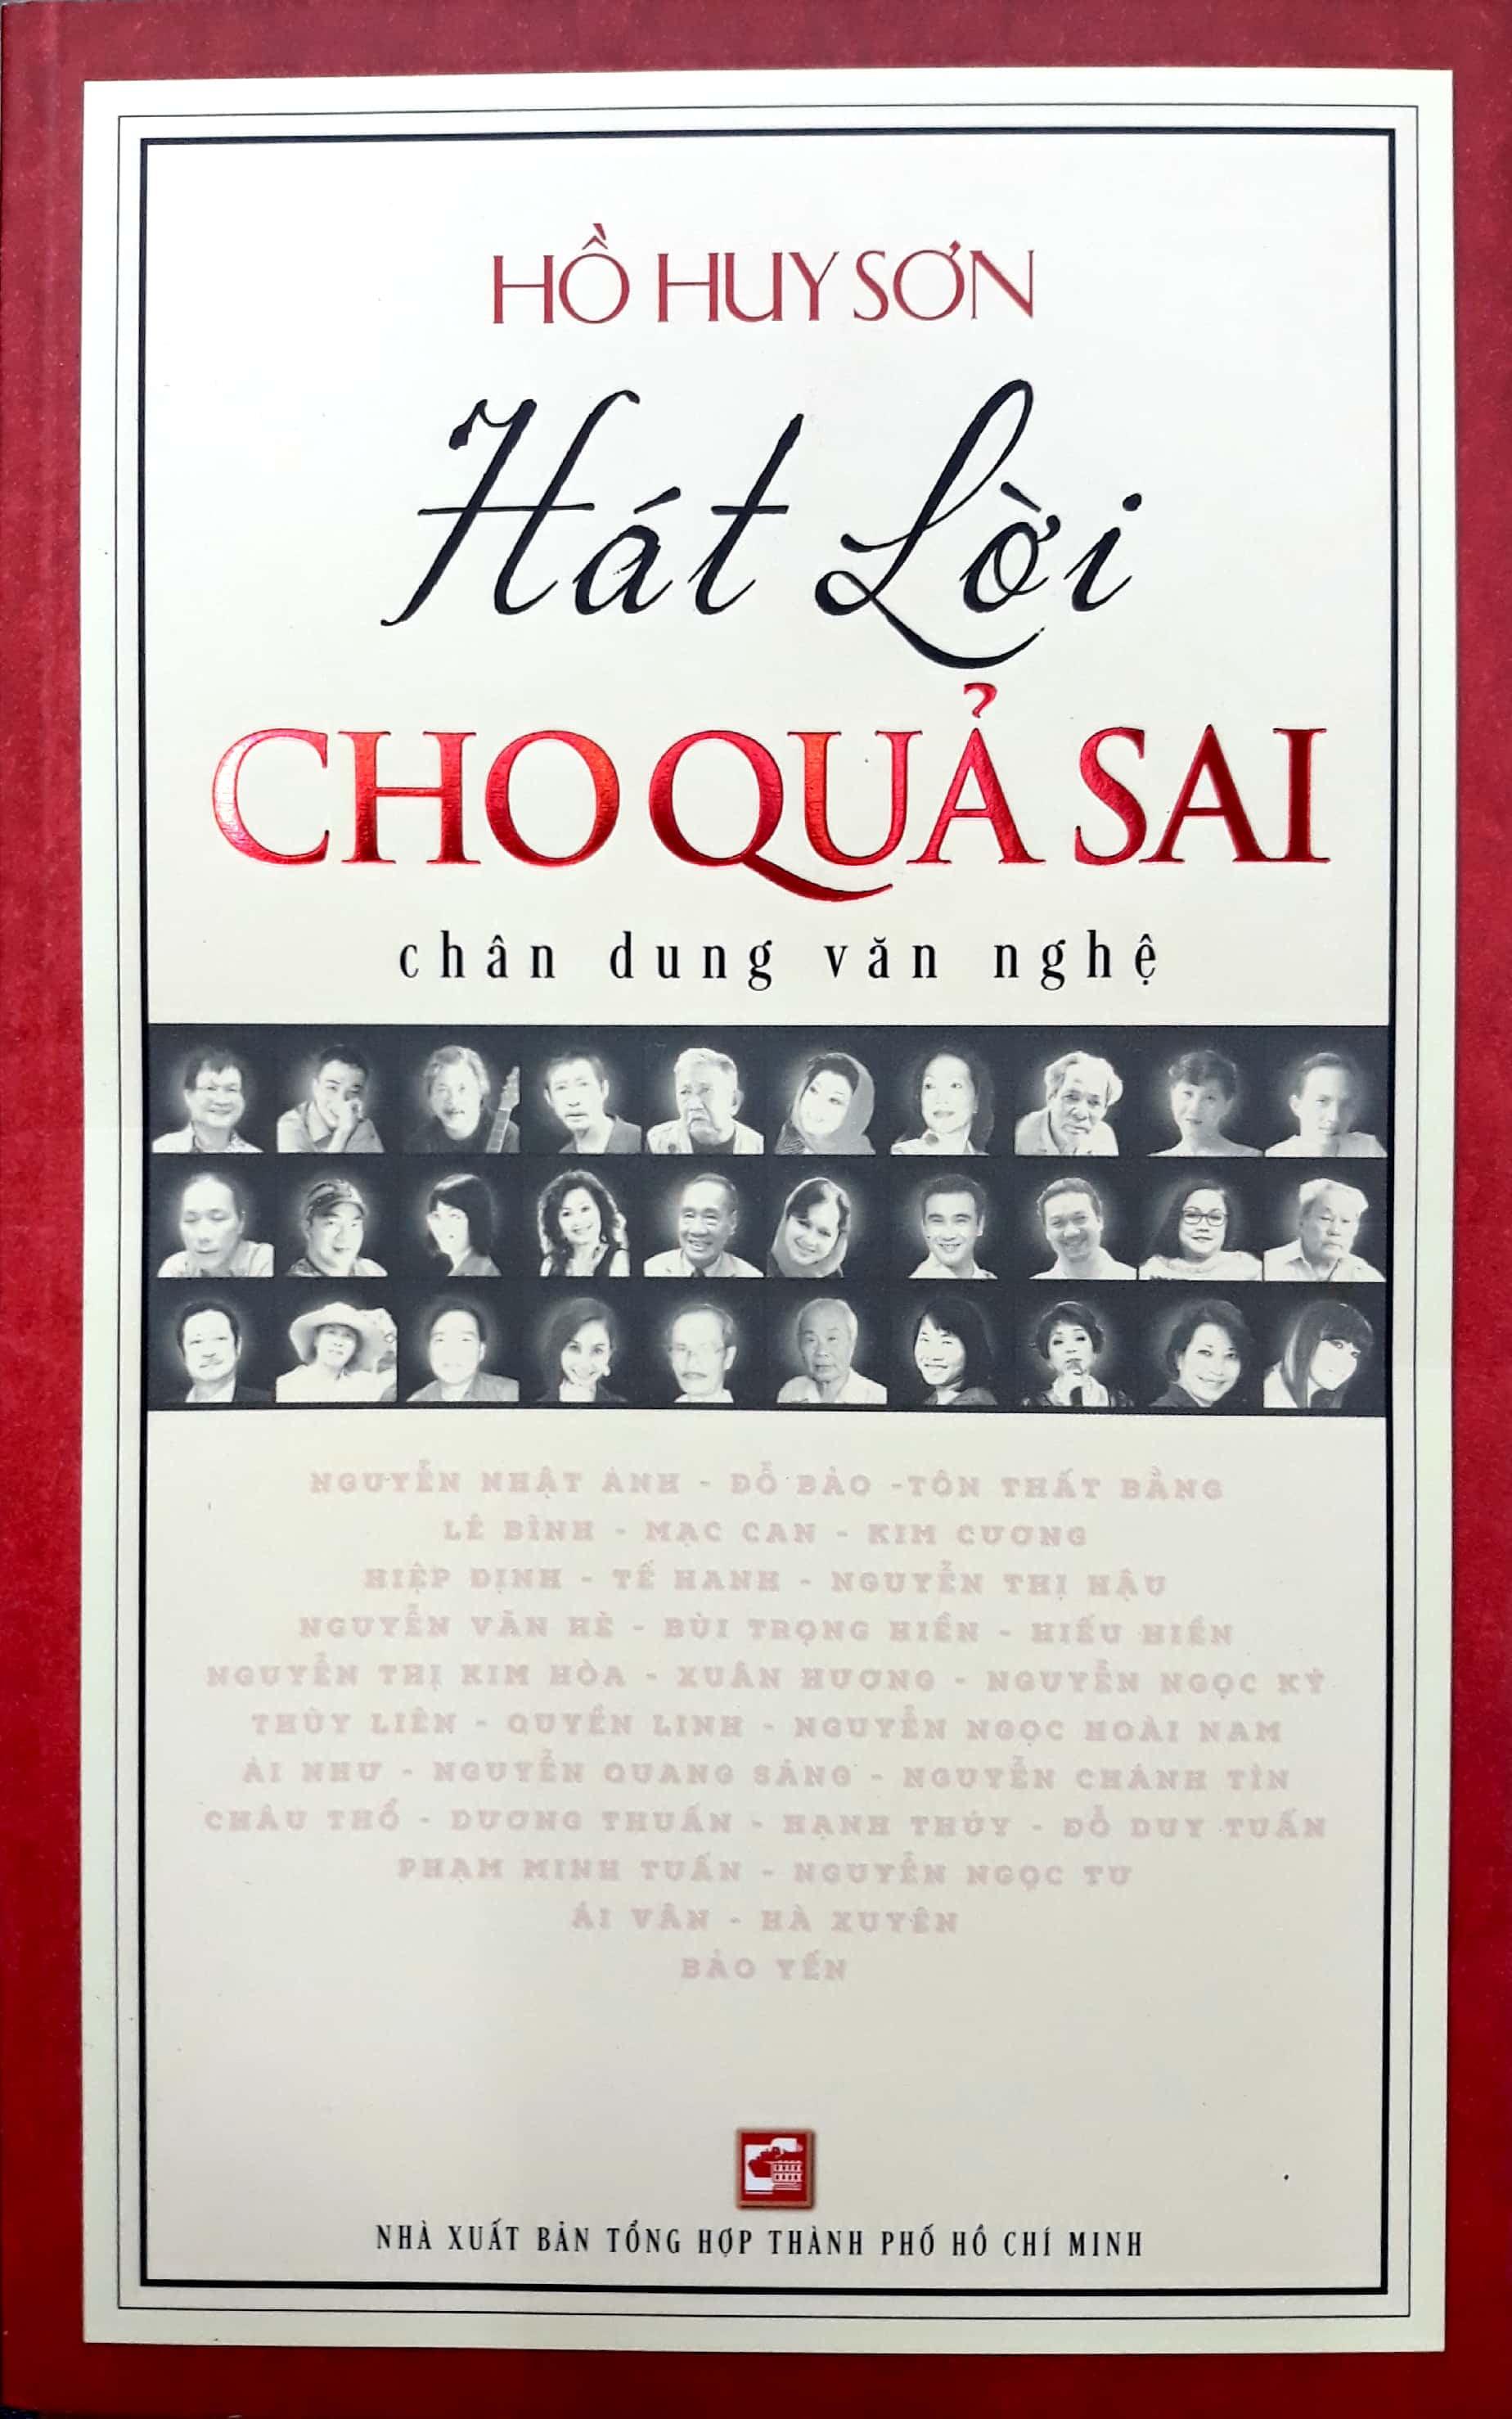 HỒ HUY SƠN
Hát Lời
CHO QUẢ SAI
chân dung văn nghệ
NGUYỄN NHẬT ÁNH - ĐỖ BẢO -TÔN THẤT BẰNG
LÊ BÌNH - MẠC CAN - KIM CƯƠNG
HIỆP ĐỊNH - TẾ HANH - NGUYỄN THỊ HẬU
NGUYỄN VĂN HÈ - BÙI TRỌNG HIỀN - HIẾU HIỀN
NGUYỄN THỊ KIM HÒA - XUÂN HƯƠNG - NGUYỄN NGỌC KÝ
THÙY LIÊN - QUYỀN LINH - NGUYỄN NGỌC HOÀI NAM
ÁI NHƯ - NGUYỄN QUANG SÁNG - NGUYỄN CHÁNH TÍN
CHÂU THỔ - DƯƠNG THUẤN - HẠNH THÚY - ĐỖ DUY TUẤN
PHẠM MINH TUẤN - NGUYỄN NGỌC TƯ
ÁI VÂN - HÀ XUYÊN
BẢO YẾN
NHÀ XUẤT BẢN TỔNG HỢP THÀNH PHỐ HỒ CHÍ MINH